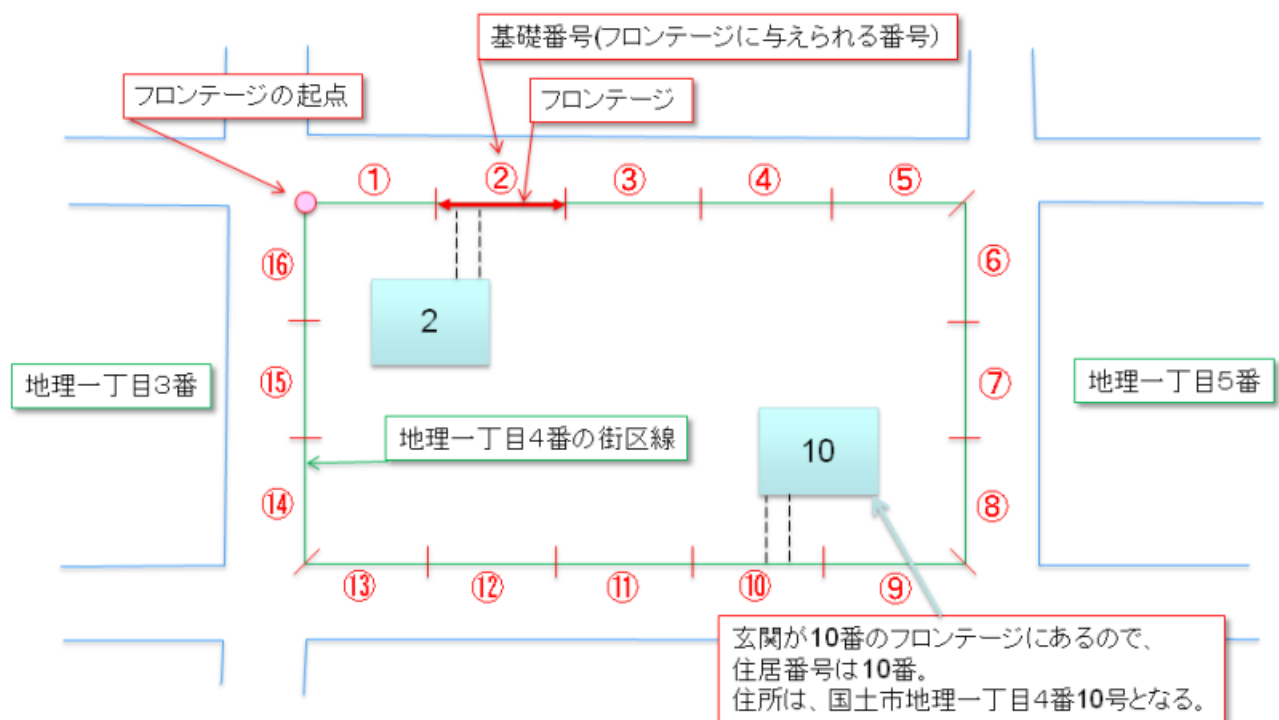 基礎番号(フロンテージに与えられる番号)
フロンテージの起点
フロンテージ
① ② ③ ④ ⑤
⑯ ⑥
2
⑮ ⑦
地理一丁目3番
地理一丁目5番
地理一丁目4番の街区線
10
⑭ ⑧
⑬ ⑫ ⑪ ⑩ ⑨
玄関が10番のフロンテージにあるので、
住居番号は10番。
住所は、国土市地理一丁目4番10号となる。